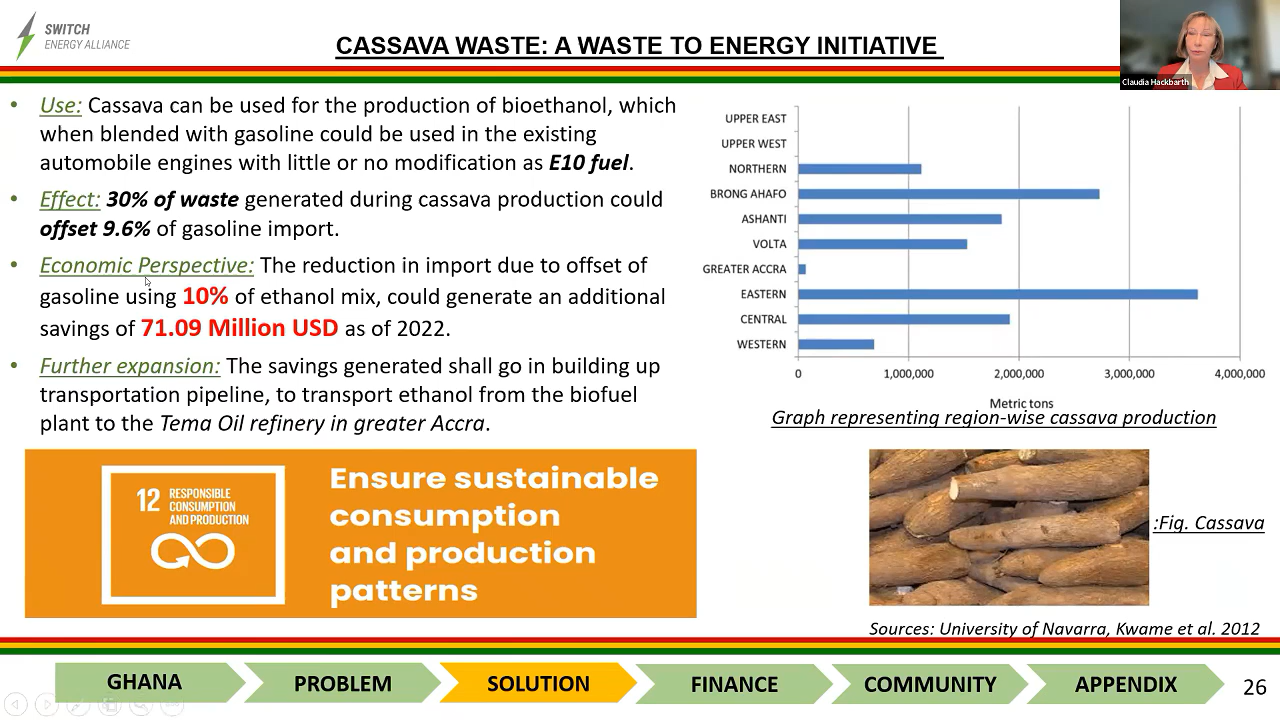 SWITCH
ENERGY ALLIANCE
CASSAVA WASTE: A WASTE TO ENERGY INITIATIVE
Claudia Hackbarth
• Use: Cassava can be used for the production of bioethanol, which
when blended with gasoline could be used in the existing
automobile engines with little or no modification as E10 fuel.
• Effect: 30% of waste generated during cassava production could
offset 9.6% of gasoline import.
• Economic Perspective: The reduction in import due to offset of
gasoline using 10% of ethanol mix, could generate an additional
savings of 71.09 Million USD as of 2022.
• Further expansion: The savings generated shall go in building up
transportation pipeline, to transport ethanol from the biofuel
plant to the Tema Oil refinery in greater Accra.
UPPER EAST
UPPER WEST
NORTHERN
BRONG AHAFO
ASHANTI
VOLTA
GREATER ACCRA
EASTERN
CENTRAL
WESTERN
0 1,000,000 2,000,000 3,000,000 4,000,000
Metric tons
Graph representing region-wise cassava production
12 RESPONSIBLE
CONSUMPTION
AND PRODUCTION
Ensure sustainable
consumption
and production
patterns
:Fig. Cassava
Sources: University of Navarra, Kwame et al. 2012
GHANA PROBLEM SOLUTION FINANCE COMMUNITY APPENDIX
26